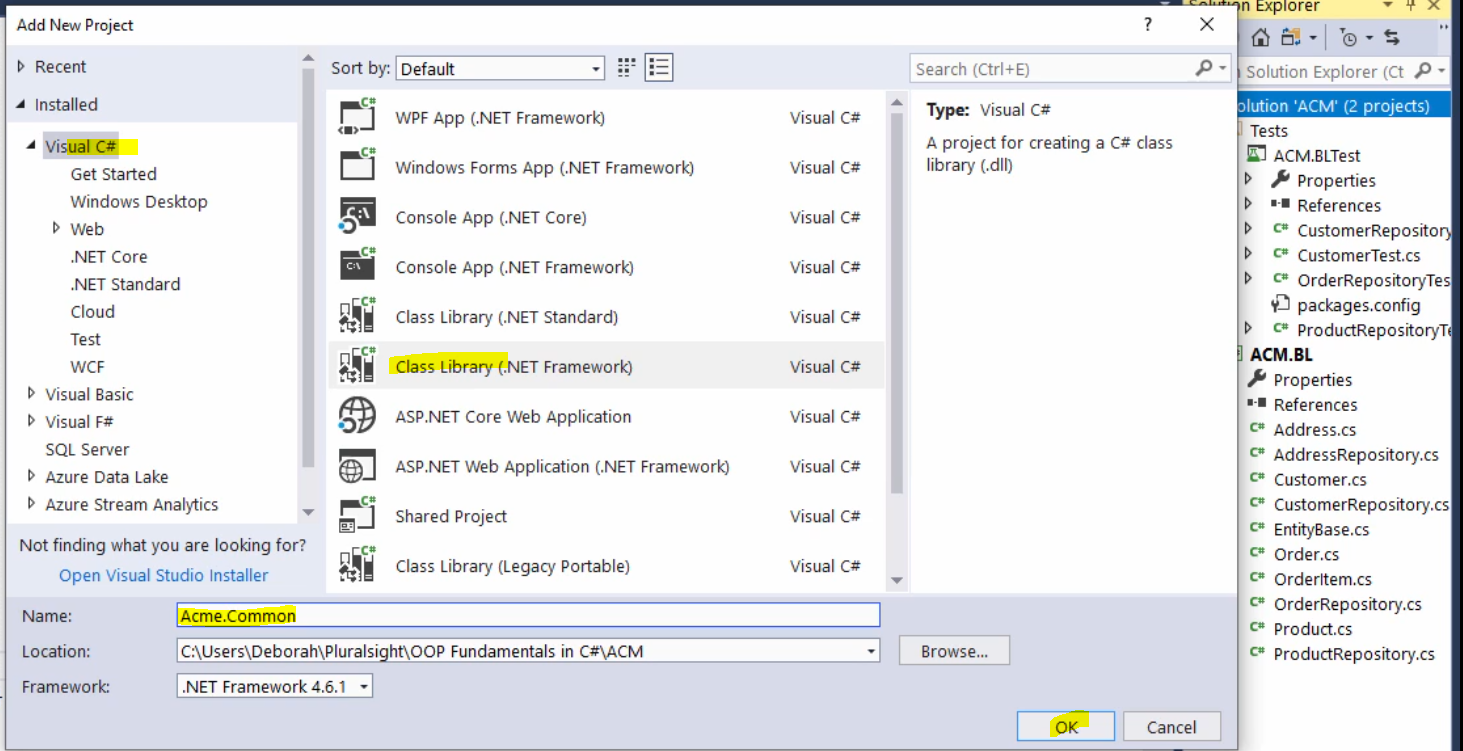 Add New Project
?
Solution Explorer
Recent
Installed
Visual C#
Get Started
Windows Desktop
Web
.NET Core
.NET Standard
Cloud
Test
WCF
Visual Basic
Visual F#
SQL Server
Azure Data Lake
Azure Stream Analytics
Not finding what you are looking for?
Open Visual Studio Installer
Sort by: Default
WPF App (.NET Framework) Visual C#
Windows Forms App (.NET Framework) Visual C#
Console App (.NET Core) Visual C#
Console App (.NET Framework) Visual C#
Class Library (.NET Standard) Visual C#
Class Library (.NET Framework) Visual C#
ASP.NET Core Web Application Visual C#
ASP.NET Web Application (.NET Framework) Visual C#
Shared Project Visual C#
Class Library (Legacy Portable) Visual C#
Search (Ctrl+E)
Type: Visual C#
A project for creating a C# class
library (.dll)
Name: Acme.Common
Location: C:\Users\Deborah\Pluralsight\OOP Fundamentals in C#\ACM Browse...
Framework: .NET Framework 4.6.1
OK Cancel
Solution Explorer (Ct
olution 'ACM' (2 projects)
Tests
ACM.BLTest
Properties
References
C# CustomerRepository
C# CustomerTest.cs
C# OrderRepositoryTes
packages.config
C# ProductRepositoryTe
ACM.BL
Properties
References
C# Address.cs
C# AddressRepository.cs
C# Customer.cs
C# CustomerRepository.cs
C# EntityBase.cs
C# Order.cs
C# OrderItem.cs
C# OrderRepository.cs
C# Product.cs
C# ProductRepository.cs